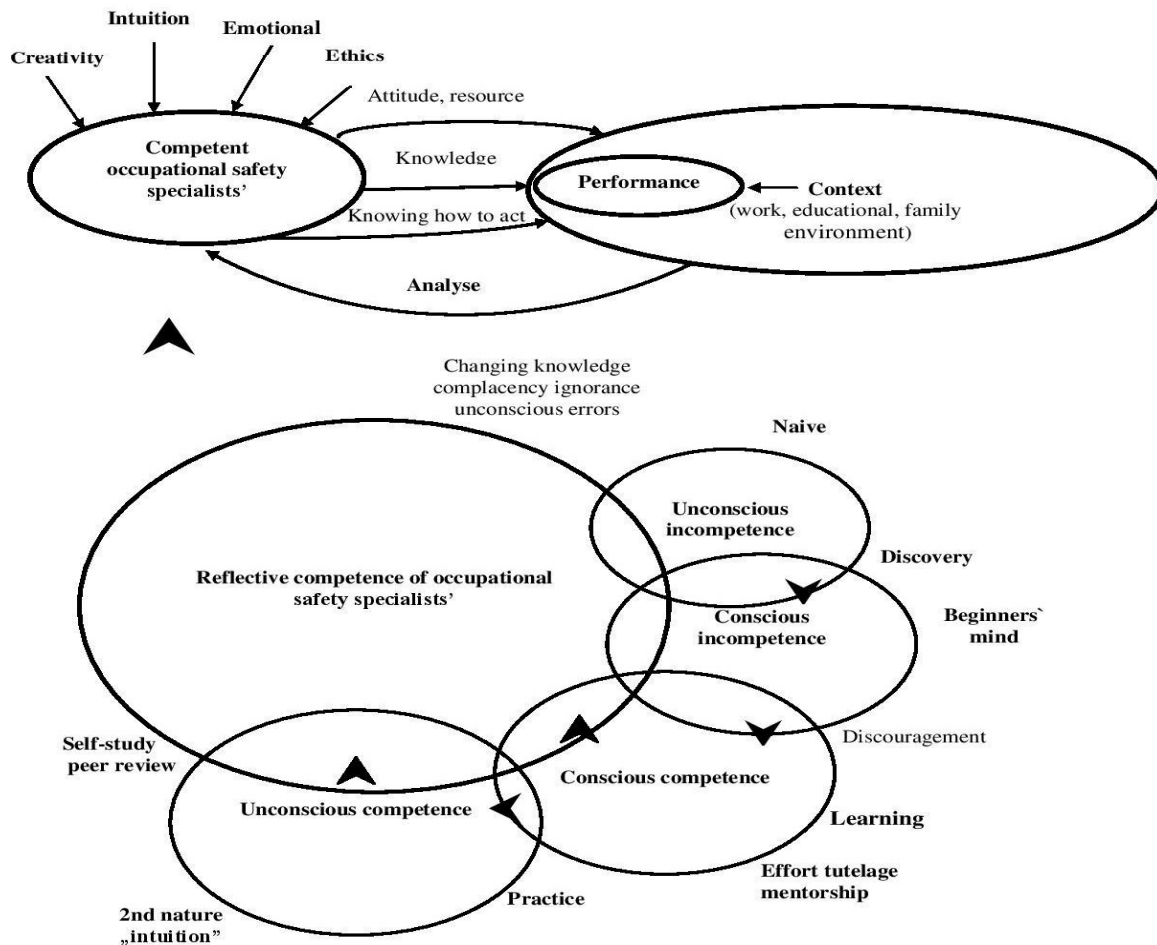 Intuition
Emotional
Creativity
Ethics
Attitude, resource
Competent
occupational safety
specialists’
Knowledge
Performance
Context
(work, educational, family
environment)
Knowing how to act
Analyse
Changing knowledge
complacency ignorance
unconscious errors
Naive
Unconscious
incompetence
Discovery
Reflective competence of occupational
safety specialists’
Conscious
incompetence
Beginners`
mind
Self-study
peer review
Discouragement
Conscious competence
Unconscious competence
Learning
Effort tutelage
mentorship
Practice
2nd nature
„intuition”